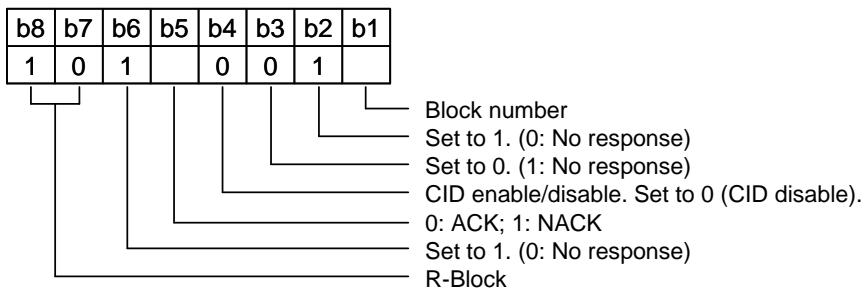 b8 b7 b6 b5 b4 b3 b2 b1
1 0 1 0 0 1
Block number
Set to 1. (0: No response)
Set to 0. (1: No response)
CID enable/disable. Set to 0 (CID disable).
0: ACK; 1: NACK
Set to 1. (0: No response)
R-Block